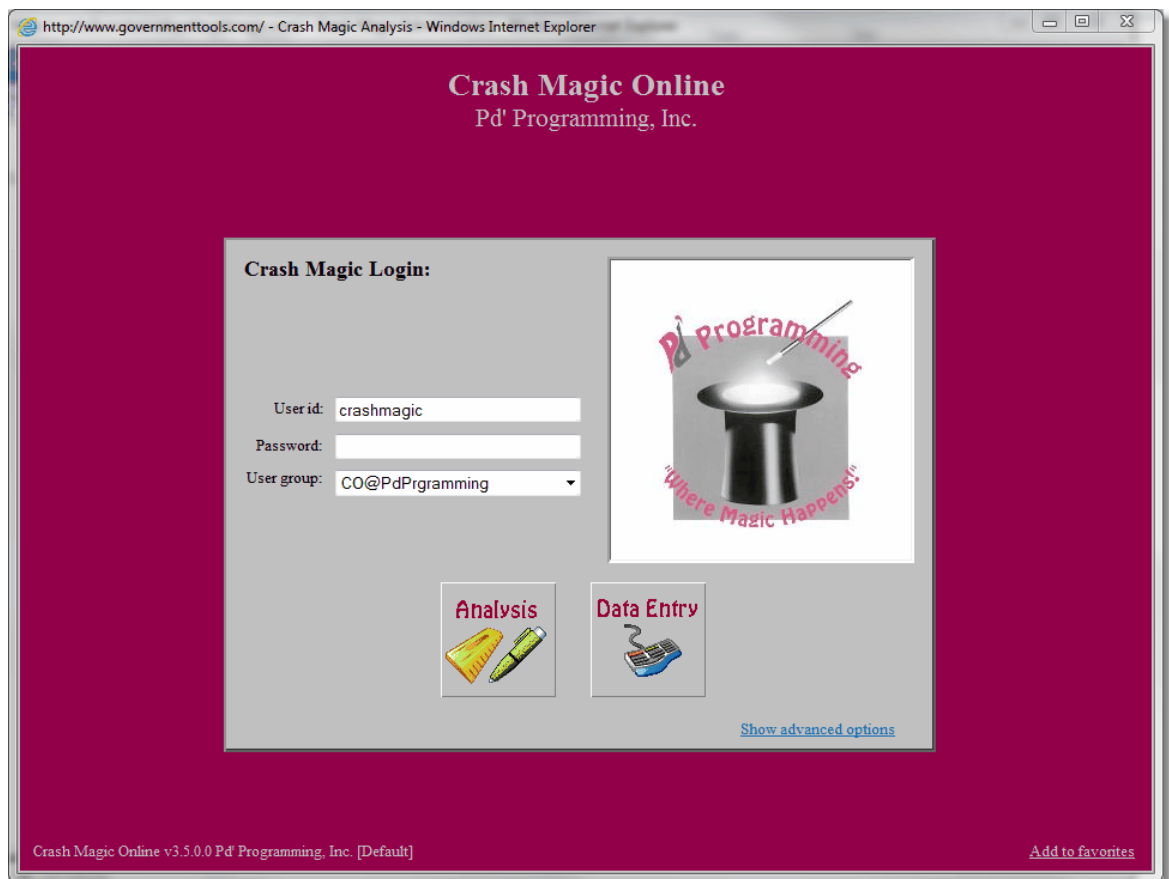 http://www.governmenttools.com/ - Crash Magic Analysis - Windows Internet Explorer
Crash Magic Online
Pd' Programming, Inc.
Crash Magic Login:
Pd' Programming
"Where Magic Happens!"
User id: crashmagic
Password:
User group: CO@PdPrgramming
Analysis
Data Entry
Show advanced options
Crash Magic Online v3.5.0.0 Pd' Programming, Inc. [Default]
Add to favorites